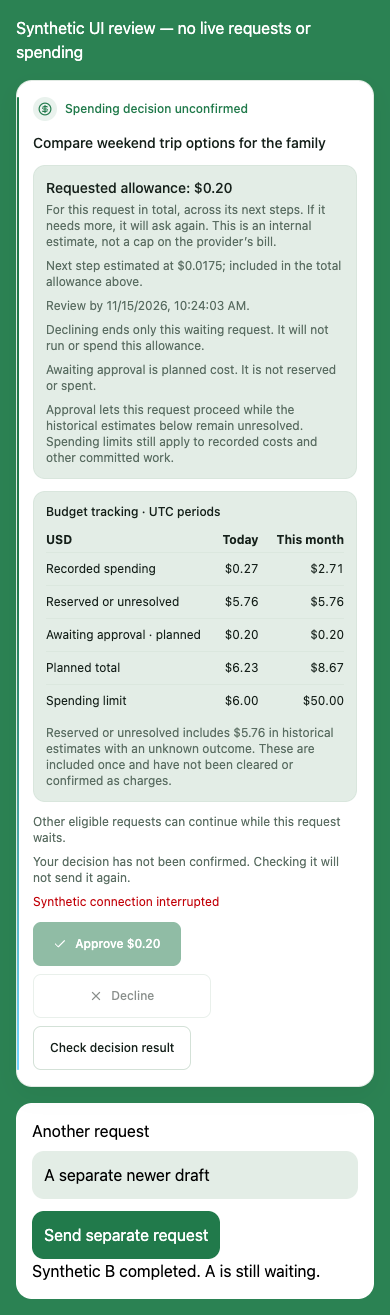 Synthetic UI review — no live requests or
spending
Spending decision unconfirmed
Compare weekend trip options for the family
Requested allowance: $0.20
For this request in total, across its next steps. If it
needs more, it will ask again. This is an internal
estimate, not a cap on the provider's bill.
Next step estimated at $0.0175; included in the total
allowance above.
Review by 11/15/2026, 10:24:03 AM.
Declining ends only this waiting request. It will not
run or spend this allowance.
Awaiting approval is planned cost. It is not reserved
or spent.
Approval lets this request proceed while the
historical estimates below remain unresolved.
Spending limits still apply to recorded costs and
other committed work.
Budget tracking · UTC periods
USD Today This month
Recorded spending $0.27 $2.71
Reserved or unresolved $5.76 $5.76
Awaiting approval · planned $0.20 $0.20
Planned total $6.23 $8.67
Spending limit $6.00 $50.00
Reserved or unresolved includes $5.76 in historical
estimates with an unknown outcome. These are
included once and have not been cleared or
confirmed as charges.
Other eligible requests can continue while this request
waits.
Your decision has not been confirmed. Checking it will
not send it again.
Synthetic connection interrupted
Approve $0.20
Decline
Check decision result
Another request
A separate newer draft
Send separate request
Synthetic B completed. A is still waiting.